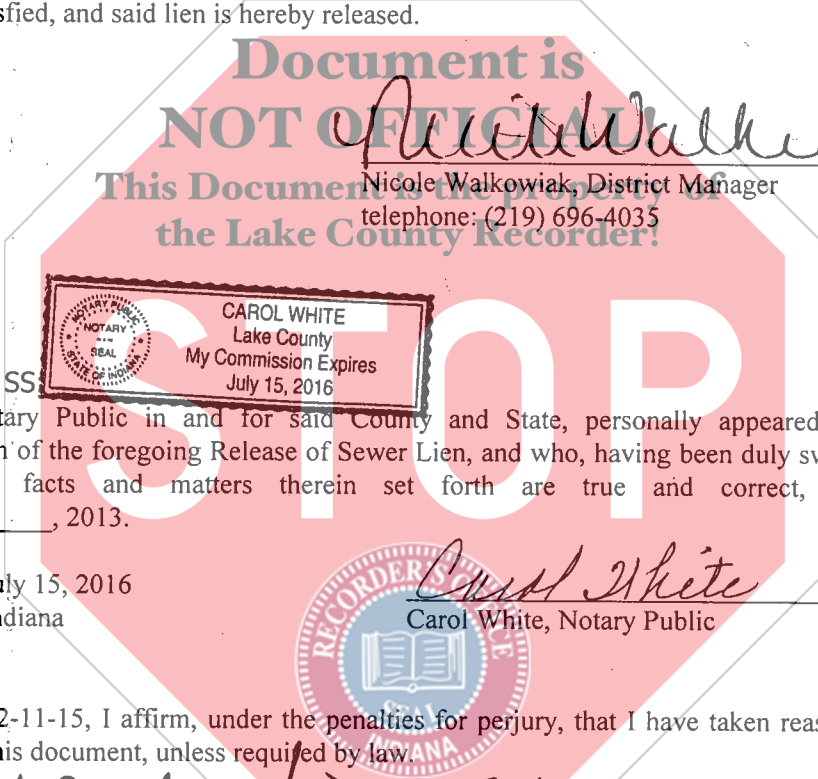 sfied, and said lien is hereby released.
Document is
NOT OFFICIAL!
This Document is the property of
the Lake County Recorder!
Nicole Walkowiak, District Manager
telephone: (219) 696-4035
STOP
NOTARY PUBLIC
NOTARY
SEAL
STATE OF INDIANA
CAROL WHITE
Lake County
My Commission Expires
July 15, 2016
SS
tary Public in and for said County and State, personally appeared
n of the foregoing Release of Sewer Lien, and who, having been duly sw
facts and matters therein set forth are true and correct,
, 2013.
uly 15, 2016
ndiana
Carol White
Carol White, Notary Public
RECORDER'S OFFICE
SEAL
INDIANA
2-11-15, I affirm, under the penalties for perjury, that I have taken reas
his document, unless required by law.